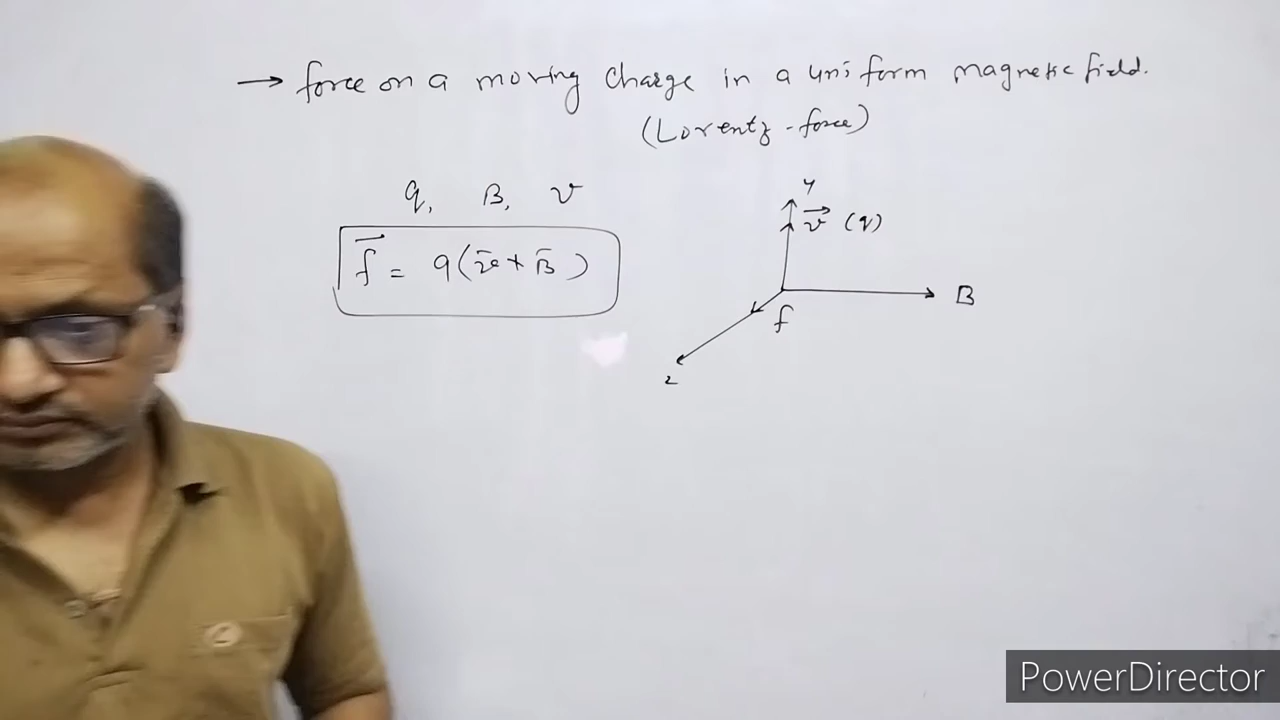 → force on a moving charge in a uniform magnetic field.
(Lorentz-force)
q, B, v
f⃗ = q(v̄ × B̄)
y
v⃗ (q)
B
f
z
PowerDirector